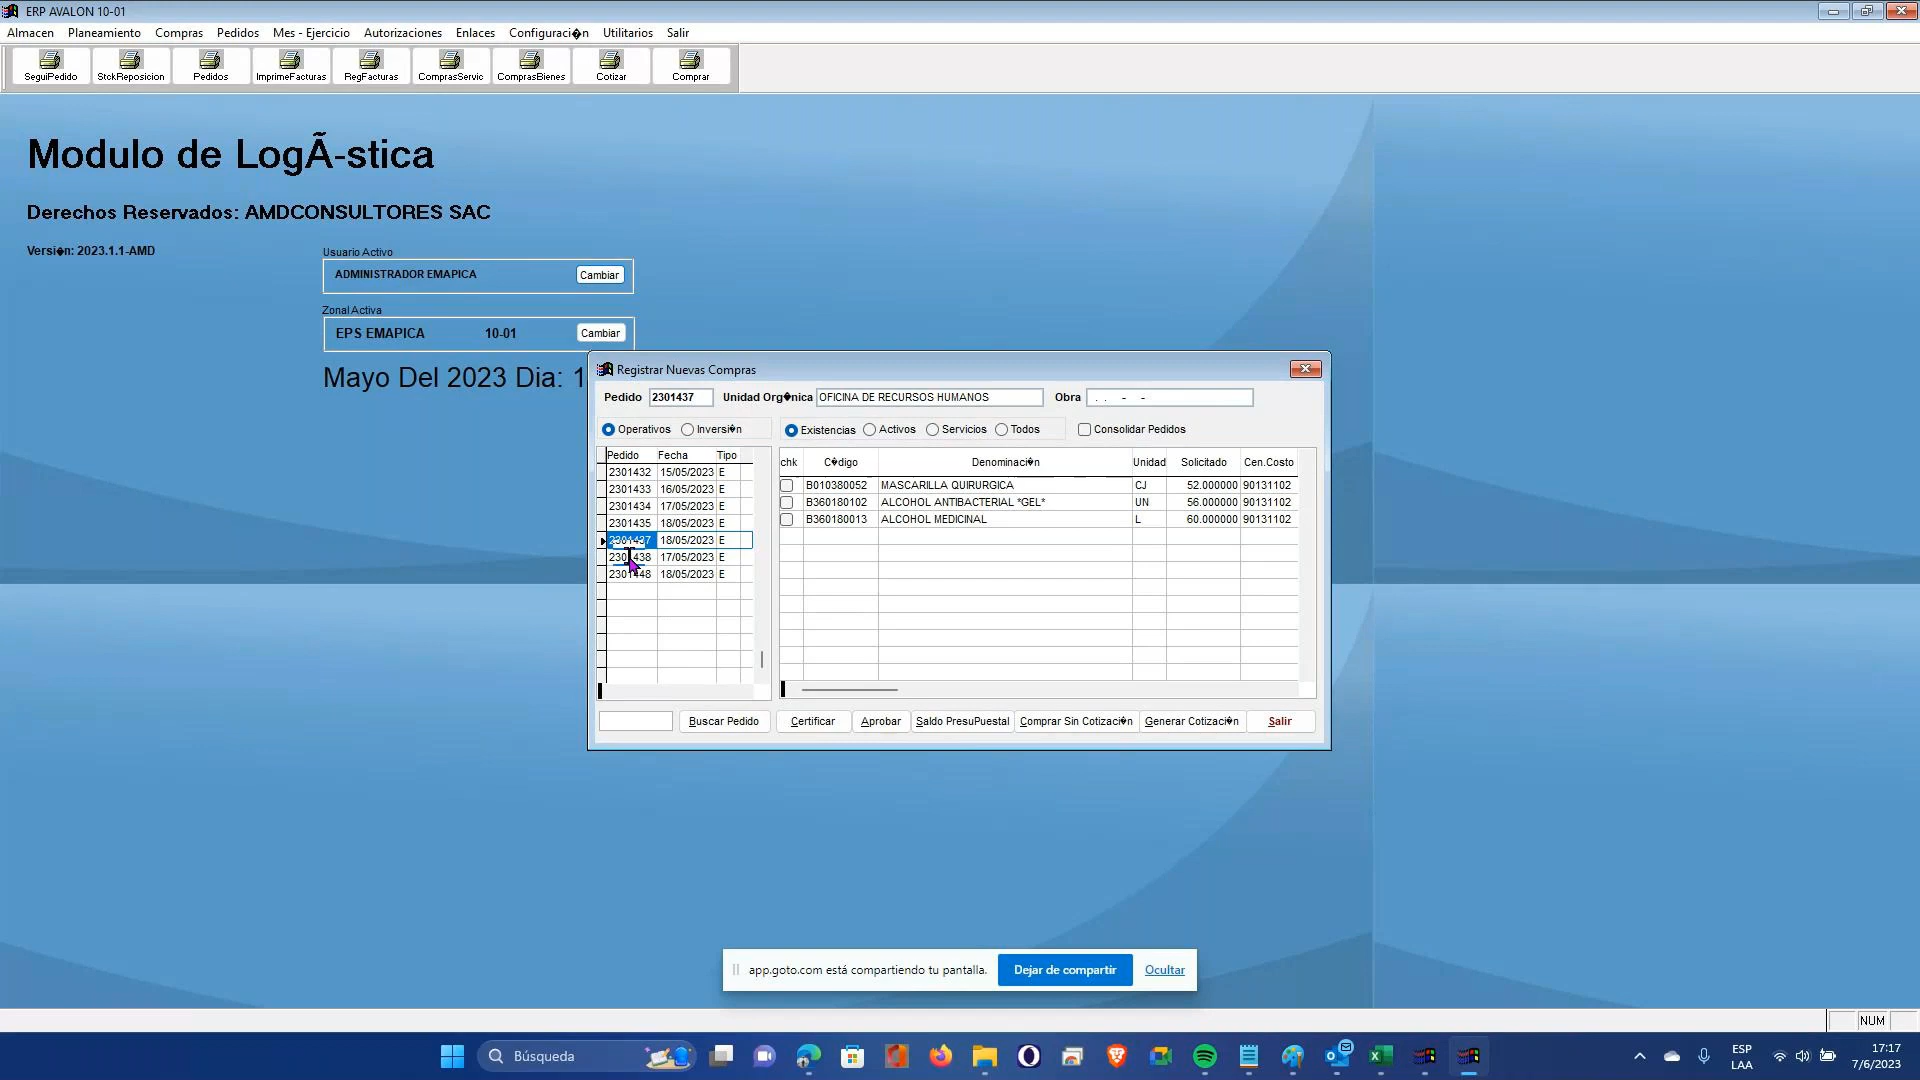 ERP AVALON 10-01
Almacen Planeamiento Compras Pedidos Mes - Ejercicio Autorizaciones Enlaces Configuraci�n Utilitarios Salir
SeguiPedido StckReposicion Pedidos ImprimeFacturas RegFacturas ComprasServic ComprasBienes Cotizar Comprar
Modulo de LogÃ-stica
Derechos Reservados: AMDCONSULTORES SAC
Versi�n: 2023.1.1-AMD
Usuario Activo
ADMINISTRADOR EMAPICA Cambiar
Zonal Activa
EPS EMAPICA 10-01 Cambiar
Mayo Del 2023 Dia: 1
Registrar Nuevas Compras
Pedido 2301437 Unidad Org�nica OFICINA DE RECURSOS HUMANOS Obra . . - -
Operativos Inversi�n Existencias Activos Servicios Todos Consolidar Pedidos
Pedido Fecha Tipo
2301432 15/05/2023 E
2301433 16/05/2023 E
2301434 17/05/2023 E
2301435 18/05/2023 E
2301437 18/05/2023 E
2301438 17/05/2023 E
2301448 18/05/2023 E
chk C�digo Denominaci�n Unidad Solicitado Cen.Costo
B010380052 MASCARILLA QUIRURGICA CJ 52.000000 90131102
B360180102 ALCOHOL ANTIBACTERIAL *GEL* UN 56.000000 90131102
B360180013 ALCOHOL MEDICINAL L 60.000000 90131102
Buscar Pedido Certificar Aprobar Saldo PresuPuestal Comprar Sin Cotizaci�n Generar Cotizaci�n Salir
app.goto.com está compartiendo tu pantalla. Dejar de compartir Ocultar
NUM
Búsqueda
ESP
LAA
17:17
7/6/2023